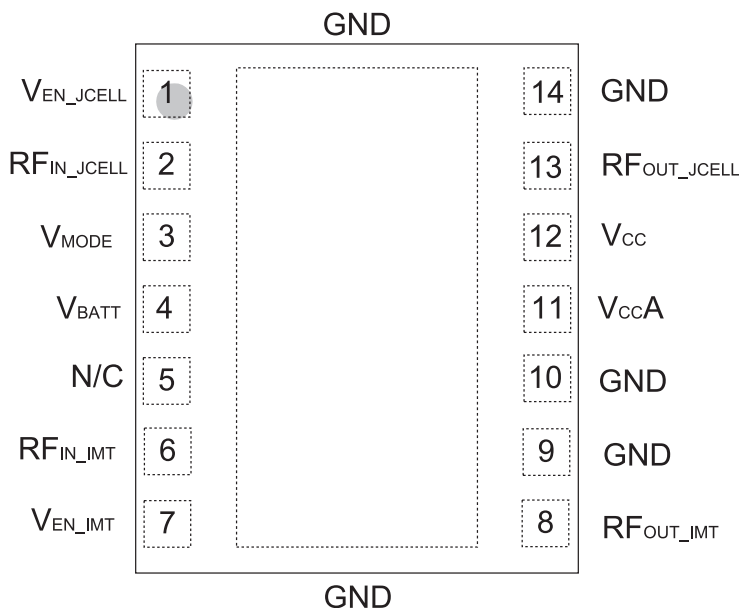 GND
VEN_JCELL 1 14 GND
RFIN_JCELL 2 13 RFOUT_JCELL
VMODE 3 12 VCC
VBATT 4 11 VCCA
N/C 5 10 GND
RFIN_IMT 6 9 GND
VEN_IMT 7 8 RFOUT_IMT
GND